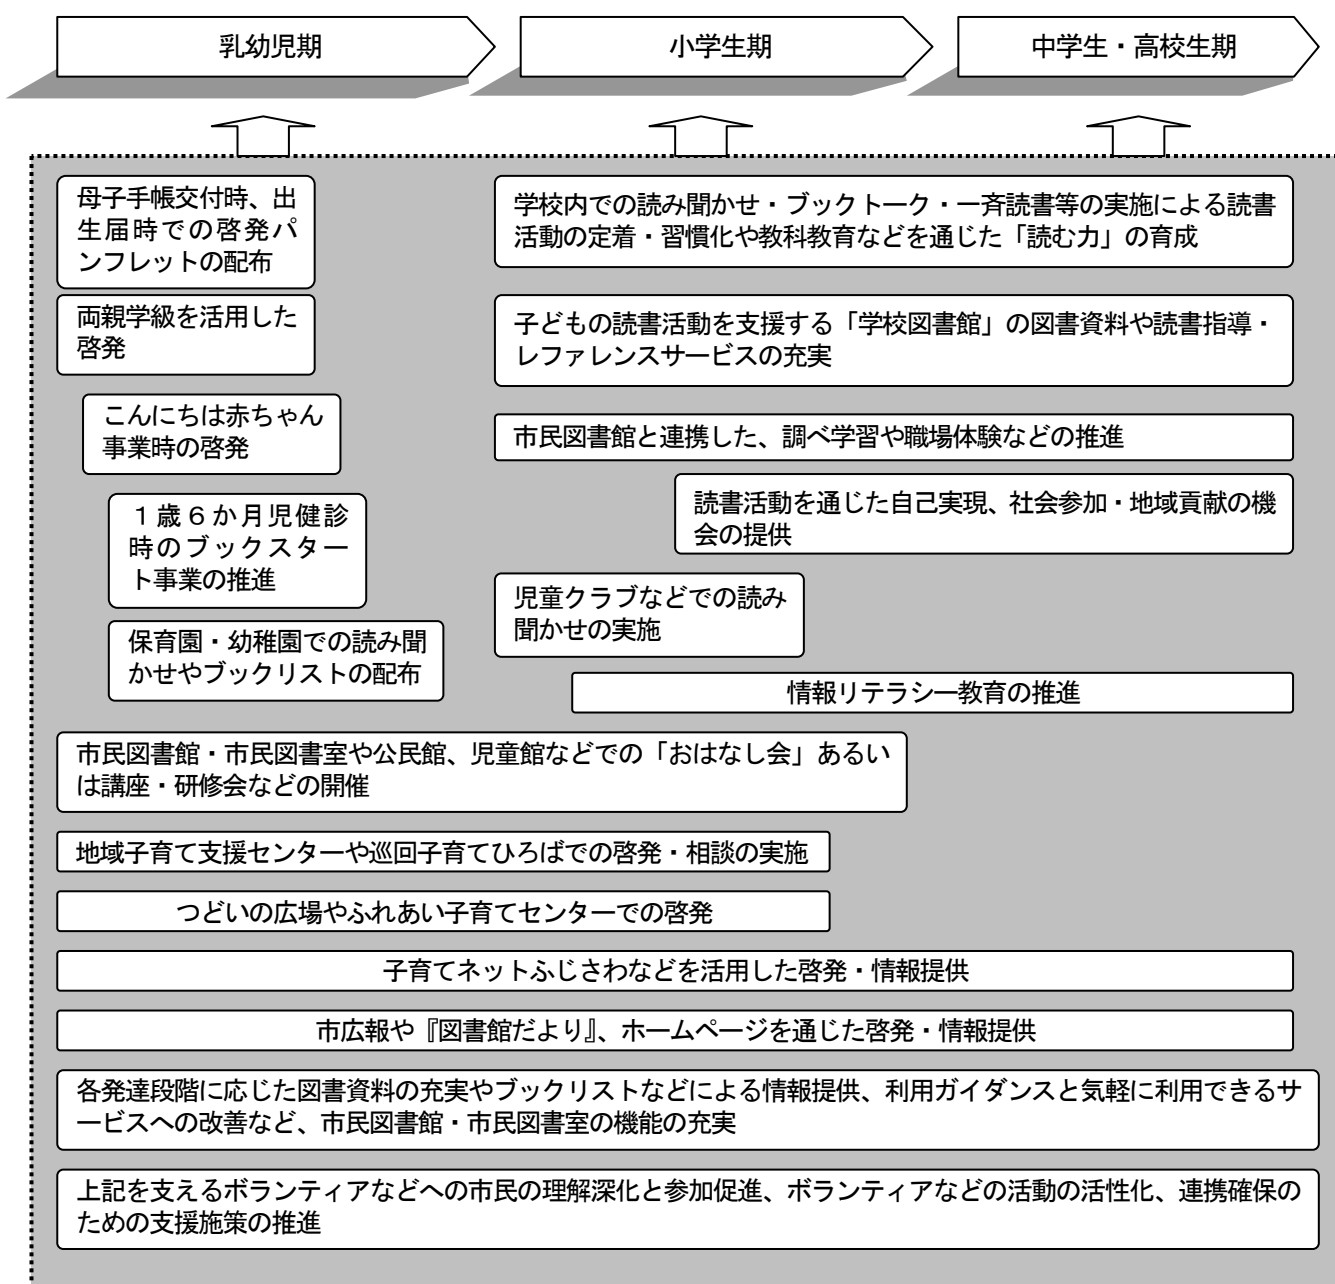 乳幼児期
小学生期
中学生・高校生期
母子手帳交付時、出
生届時での啓発パ
ンフレットの配布
学校内での読み聞かせ・ブックトーク・一斉読書等の実施による読書
活動の定着・習慣化や教科教育などを通じた「読む力」の育成
両親学級を活用した
啓発
子どもの読書活動を支援する「学校図書館」の図書資料や読書指導・
レファレンスサービスの充実
こんにちは赤ちゃん
事業時の啓発
市民図書館と連携した、調べ学習や職場体験などの推進
読書活動を通じた自己実現、社会参加・地域貢献の機
会の提供
１歳６か月児健診
時のブックスター
ト事業の推進
児童クラブなどでの読み
聞かせの実施
保育園・幼稚園での読み聞
かせやブックリストの配布
情報リテラシー教育の推進
市民図書館・市民図書室や公民館、児童館などでの「おはなし会」あるい
は講座・研修会などの開催
地域子育て支援センターや巡回子育てひろばでの啓発・相談の実施
つどいの広場やふれあい子育てセンターでの啓発
子育てネットふじさわなどを活用した啓発・情報提供
市広報や『図書館だより』、ホームページを通じた啓発・情報提供
各発達段階に応じた図書資料の充実やブックリストなどによる情報提供、利用ガイダンスと気軽に利用できるサ
ービスへの改善など、市民図書館・市民図書室の機能の充実
上記を支えるボランティアなどへの市民の理解深化と参加促進、ボランティアなどの活動の活性化、連携確保の
ための支援施策の推進